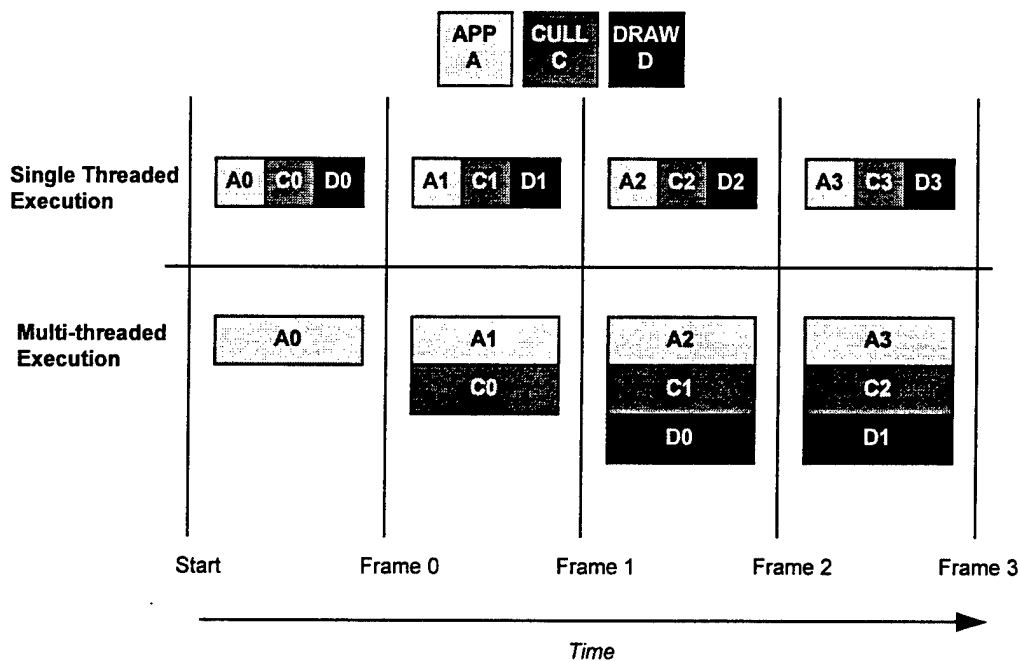 APP CULL DRAW
A C D
Single Threaded
Execution
A0 C0 D0 A1 C1 D1 A2 C2 D2 A3 C3 D3
Multi-threaded
Execution
A0 A1 A2 A3
C0 C1 C2
D0 D1
Start Frame 0 Frame 1 Frame 2 Frame 3
Time